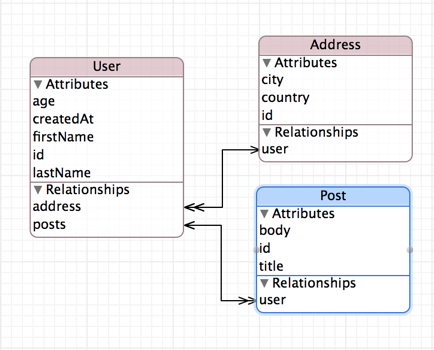 User
▼ Attributes
age
createdAt
firstName
id
lastName
▼ Relationships
address
posts
Address
▼ Attributes
city
country
id
▼ Relationships
user
Post
▼ Attributes
body
id
title
▼ Relationships
user